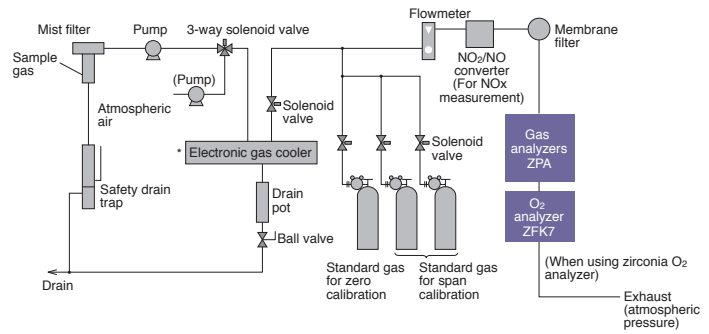 Mist filter
Pump
3-way solenoid valve
Flowmeter
Membrane
filter
Sample
gas
NO₂/NO
converter
(For NOx
measurement)
(Pump)
Atmospheric
air
Solenoid
valve
Solenoid
valve
Gas
analyzers
ZPA
* Electronic gas cooler
Safety drain
trap
Drain
pot
O₂
analyzer
ZFK7
Ball valve
Drain
Standard gas
for zero
calibration
Standard gas
for span
calibration
(When using zirconia O₂
analyzer)
Exhaust
(atmospheric
pressure)